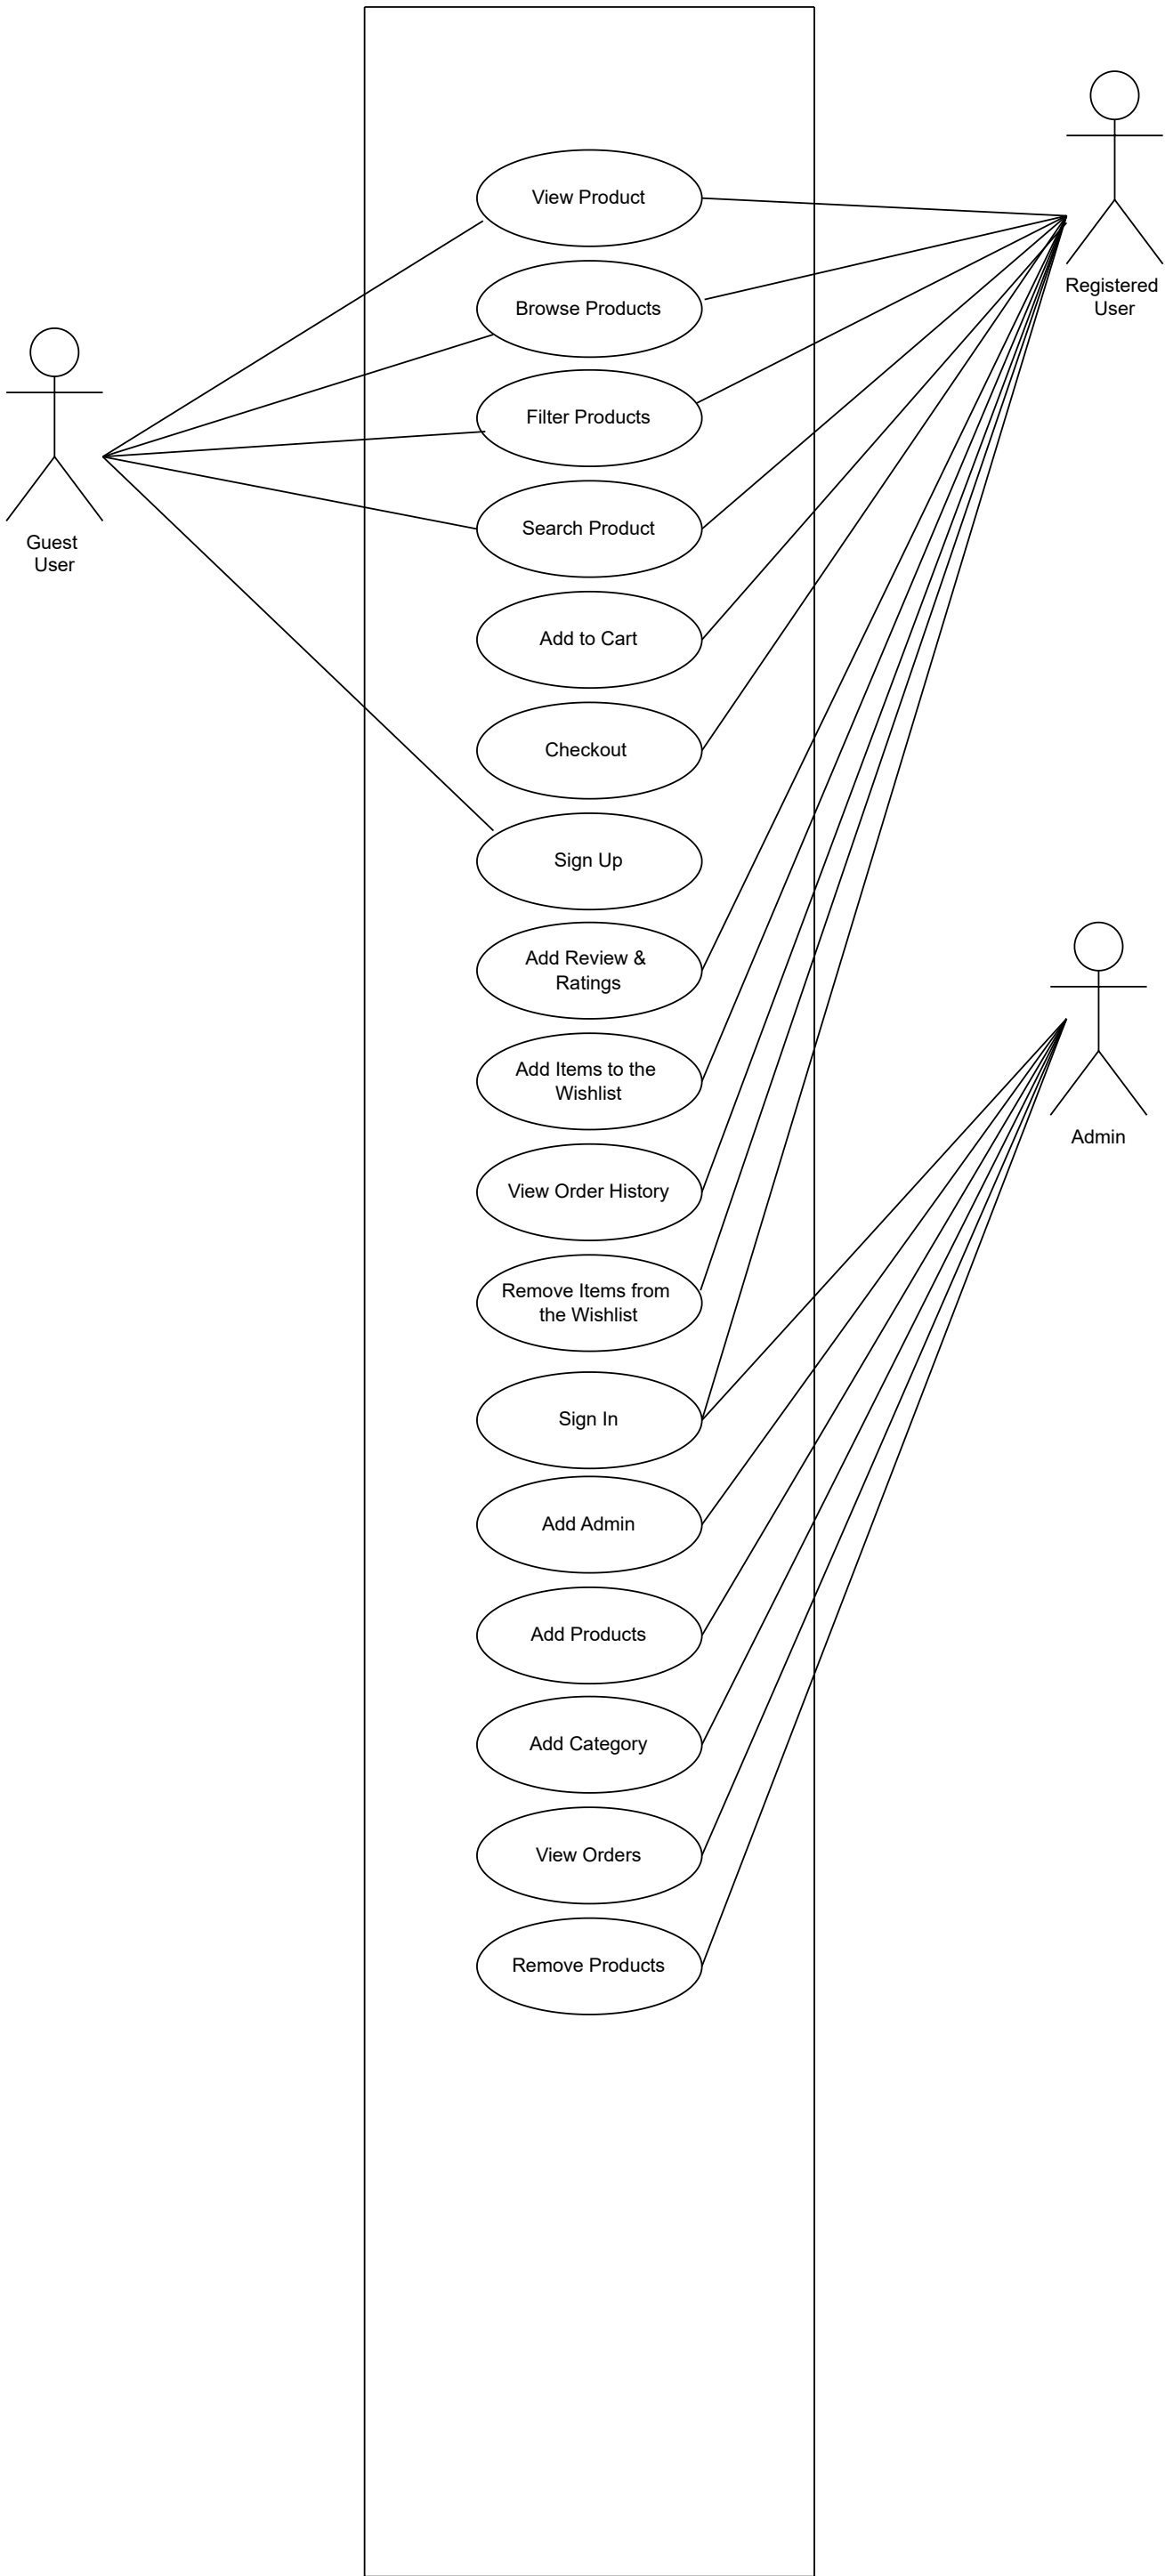 View Product
Registered
User
Browse Products
Filter Products
Search Product
Guest
User
Add to Cart
Checkout
Sign Up
Add Review &
Ratings
Add Items to the
Wishlist
Admin
View Order History
Remove Items from
the Wishlist
Sign In
Add Admin
Add Products
Add Category
View Orders
Remove Products